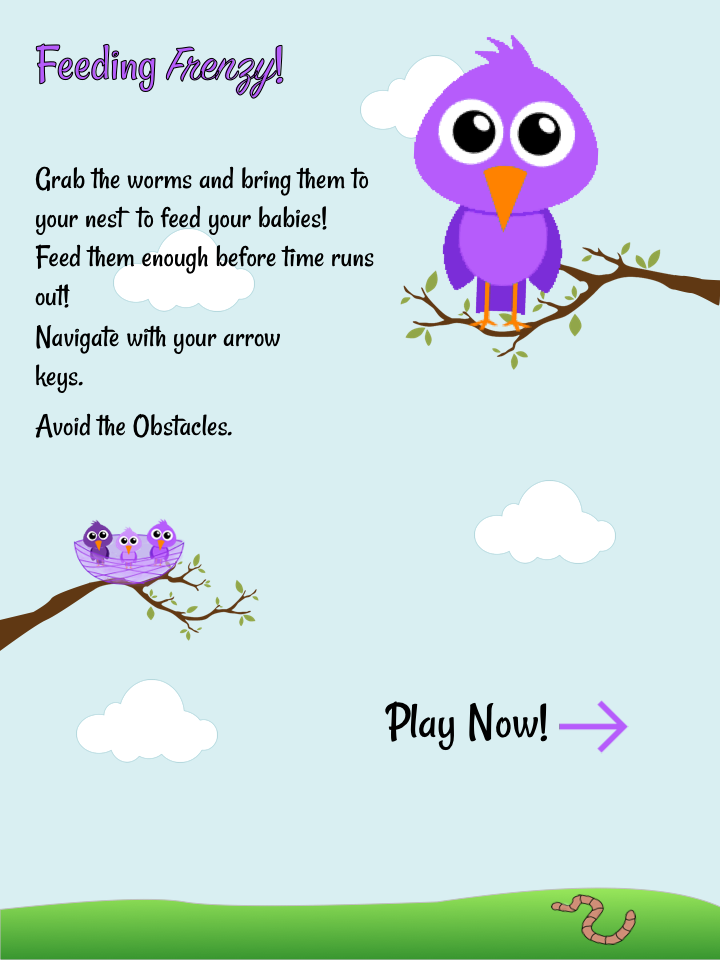 Feeding Frenzy!
Grab the worms and bring them to
your nest to feed your babies!
Feed them enough before time runs
out!
Navigate with your arrow
keys.
Avoid the Obstacles.
Play Now!